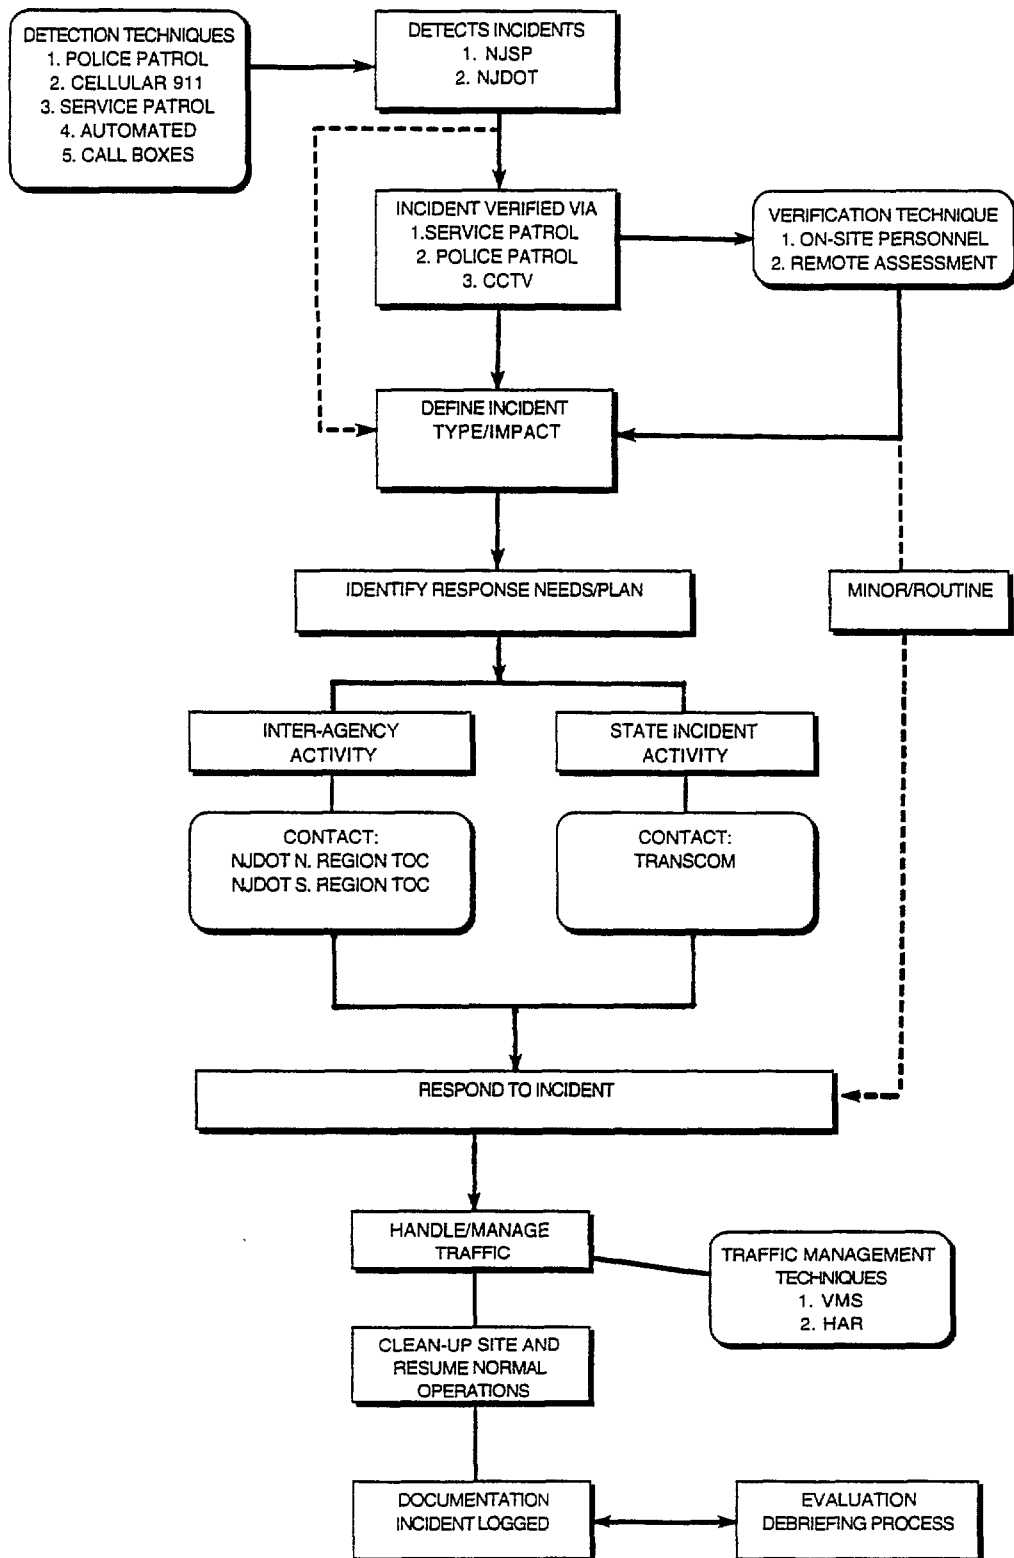 DETECTION TECHNIQUES
1. POLICE PATROL
2. CELLULAR 911
3. SERVICE PATROL
4. AUTOMATED
5. CALL BOXES
DETECTS INCIDENTS
1. NJSP
2. NJDOT
INCIDENT VERIFIED VIA
1.SERVICE PATROL
2. POLICE PATROL
3. CCTV
VERIFICATION TECHNIQUE
1. ON-SITE PERSONNEL
2. REMOTE ASSESSMENT
DEFINE INCIDENT
TYPE/IMPACT
IDENTIFY RESPONSE NEEDS/PLAN
MINOR/ROUTINE
INTER-AGENCY
ACTIVITY
STATE INCIDENT
ACTIVITY
CONTACT:
NJDOT N. REGION TOC
NJDOT S. REGION TOC
CONTACT:
TRANSCOM
RESPOND TO INCIDENT
HANDLE/MANAGE
TRAFFIC
TRAFFIC MANAGEMENT
TECHNIQUES
1. VMS
2. HAR
CLEAN-UP SITE AND
RESUME NORMAL
OPERATIONS
DOCUMENTATION
INCIDENT LOGGED
EVALUATION
DEBRIEFING PROCESS